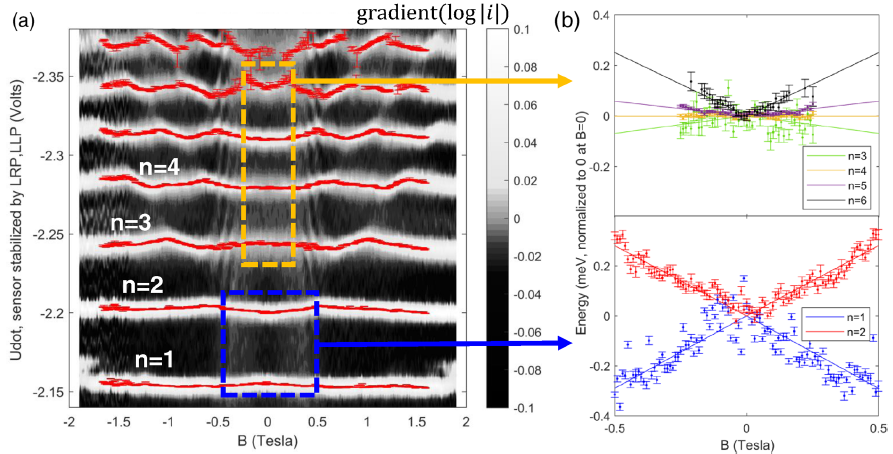 (a)
gradient(log|i|)
Udot, sensor stabilized by LRP,LLP (Volts)
-2.35
-2.3
-2.25
-2.2
-2.15
n=4
n=3
n=2
n=1
-2 -1.5 -1 -0.5 0 0.5 1 1.5 2
B (Tesla)
0.1
0.08
0.06
0.04
0.02
0
-0.02
-0.04
-0.06
-0.08
-0.1
(b)
Energy (meV, normalized to 0 at B=0)
0.4
0.2
0
-0.2
n=3
n=4
n=5
n=6
0.2
0
-0.2
-0.4
n=1
n=2
-0.5 0 0.5
B (Tesla)